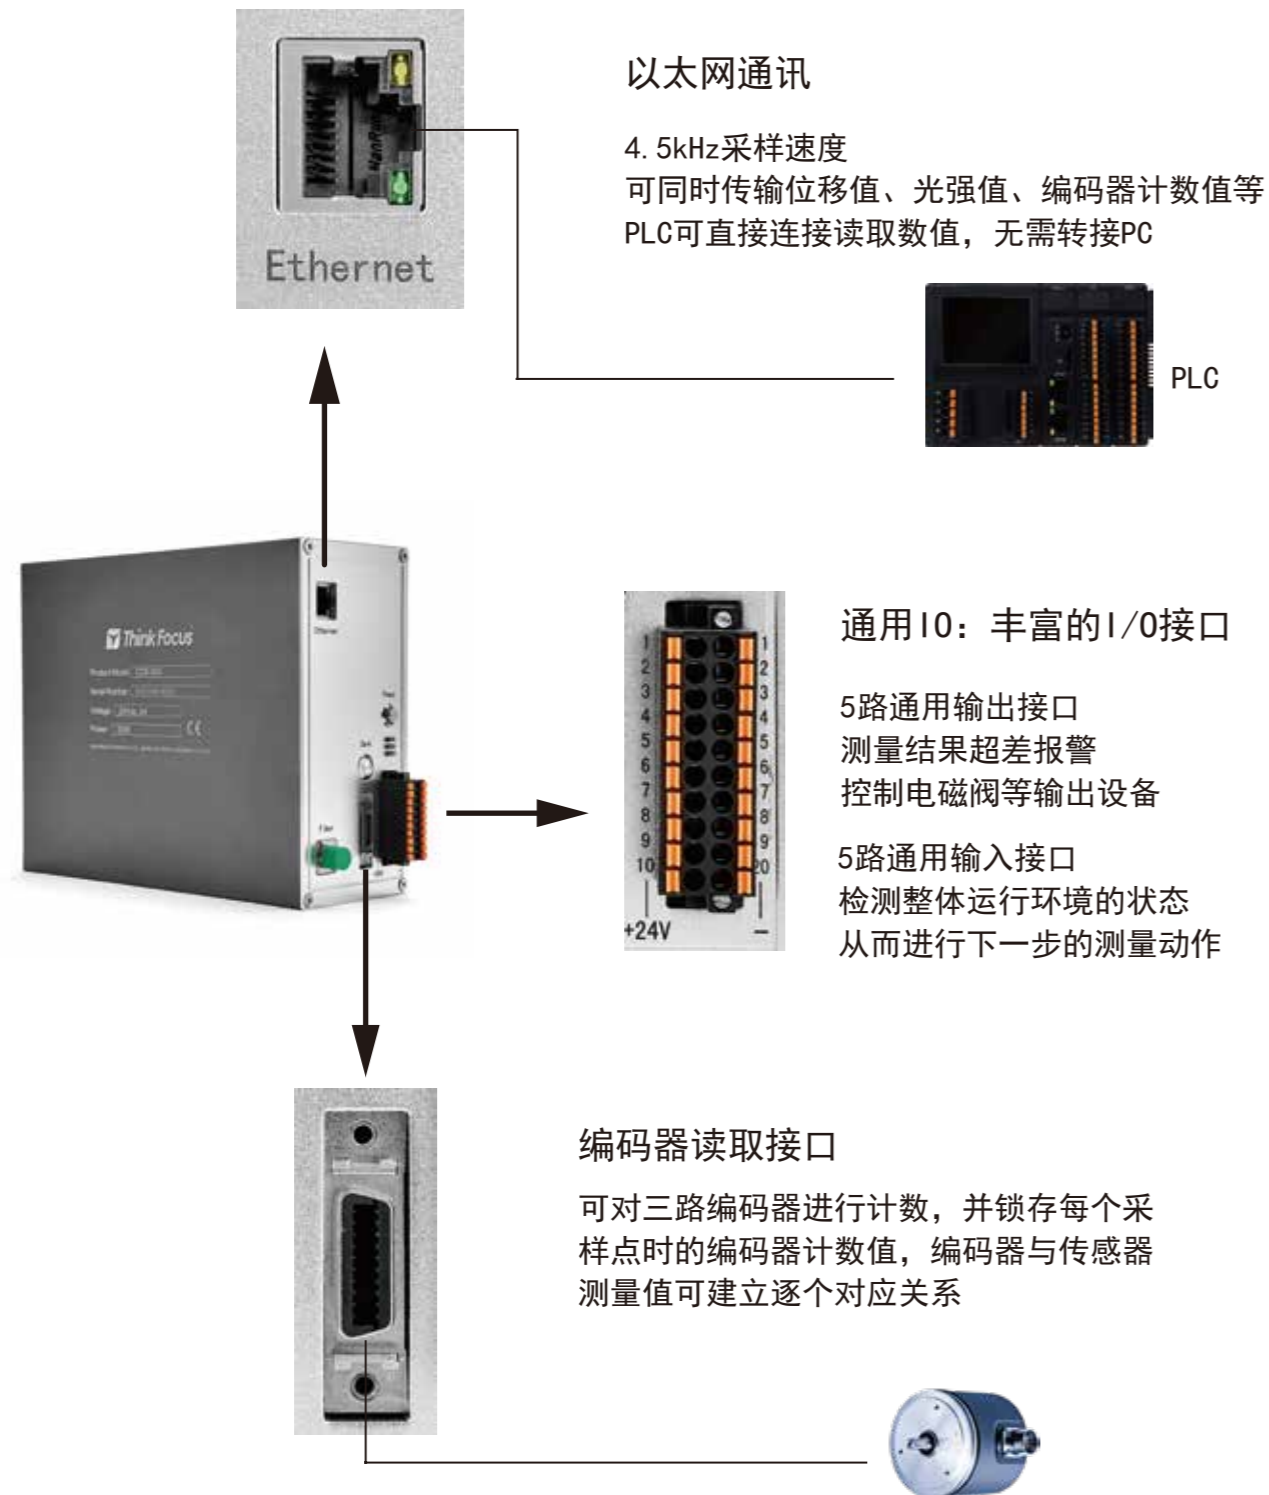 以太网通讯
4.5kHz采样速度
可同时传输位移值、光强值、编码器计数值等
PLC可直接连接读取数值，无需转接PC
Ethernet
PLC
Think Focus
Ethernet
通用IO：丰富的I/O接口
5路通用输出接口
测量结果超差报警
控制电磁阀等输出设备
5路通用输入接口
检测整体运行环境的状态
从而进行下一步的测量动作
1 1
2 2
3 3
4 4
5 5
6 6
7 7
8 8
9 9
10 20
+24V −
编码器读取接口
可对三路编码器进行计数，并锁存每个采
样点时的编码器计数值，编码器与传感器
测量值可建立逐个对应关系